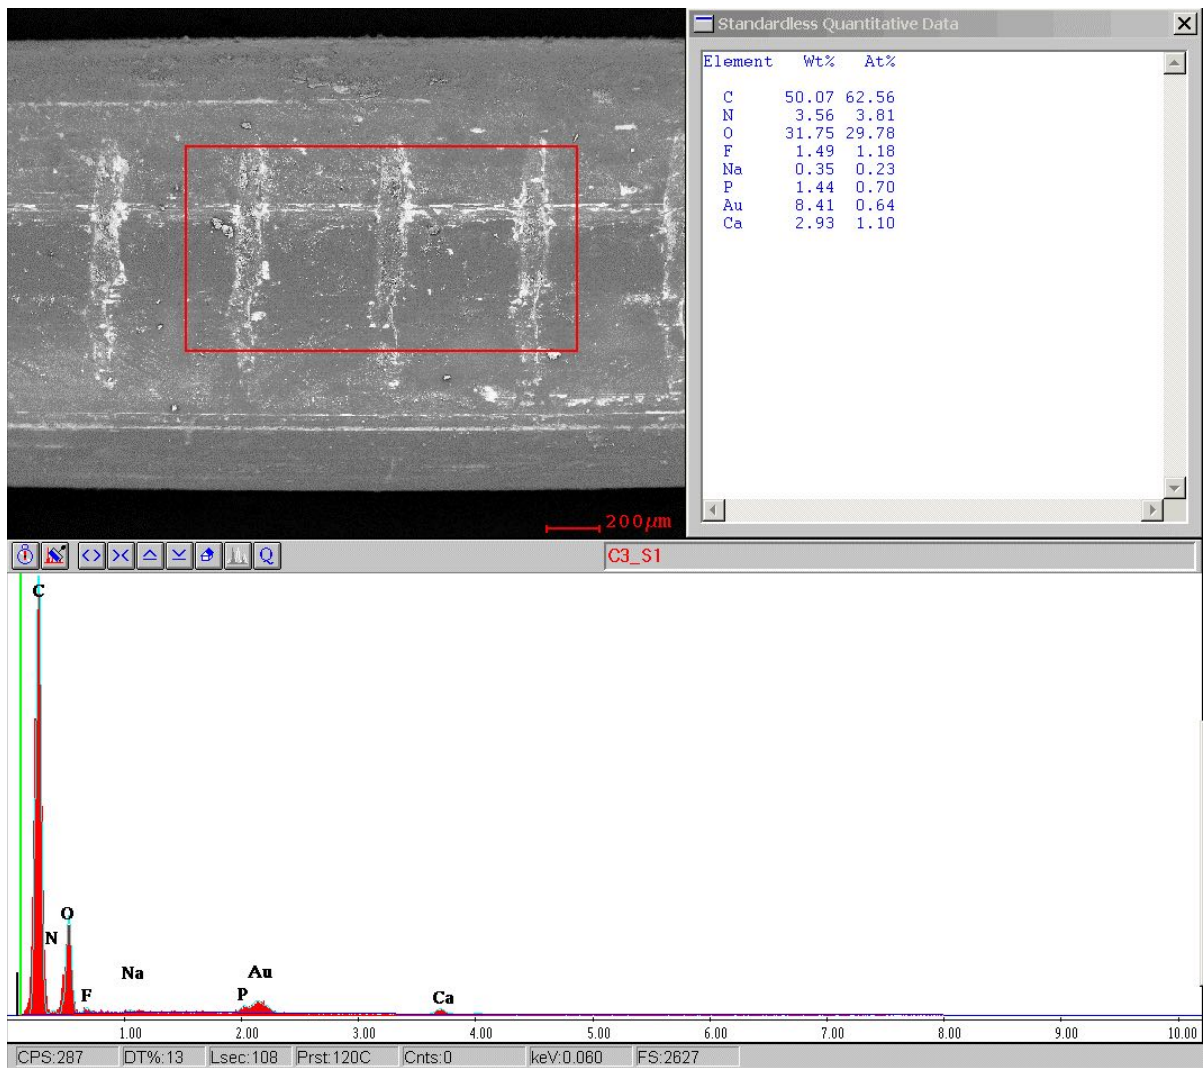 Standardless Quantitative Data
Element Wt% At%
C 50.07 62.56
N 3.56 3.81
O 31.75 29.78
F 1.49 1.18
Na 0.35 0.23
P 1.44 0.70
Au 8.41 0.64
Ca 2.93 1.10
200μm
Q
C3_S1
C
O
N
Na
Au
F
P
Ca
1.00 2.00 3.00 4.00 5.00 6.00 7.00 8.00 9.00 10.00
CPS:287 DT%:13 Lsec:108 Prst:120C Cnts:0 keV:0.060 FS:2627